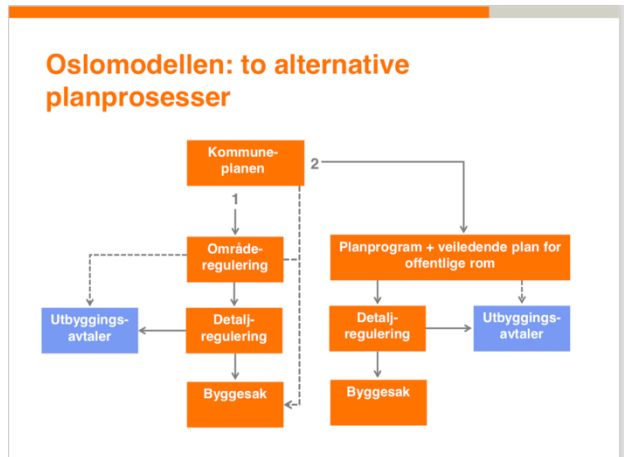 Oslomodellen: to alternative
planprosesser
Kommune-
planen
2
1
Område-
regulering
Planprogram + veiledende plan for
offentlige rom
Utbyggings-
avtaler
Detalj-
regulering
Detalj-
regulering
Utbyggings-
avtaler
Byggesak
Byggesak